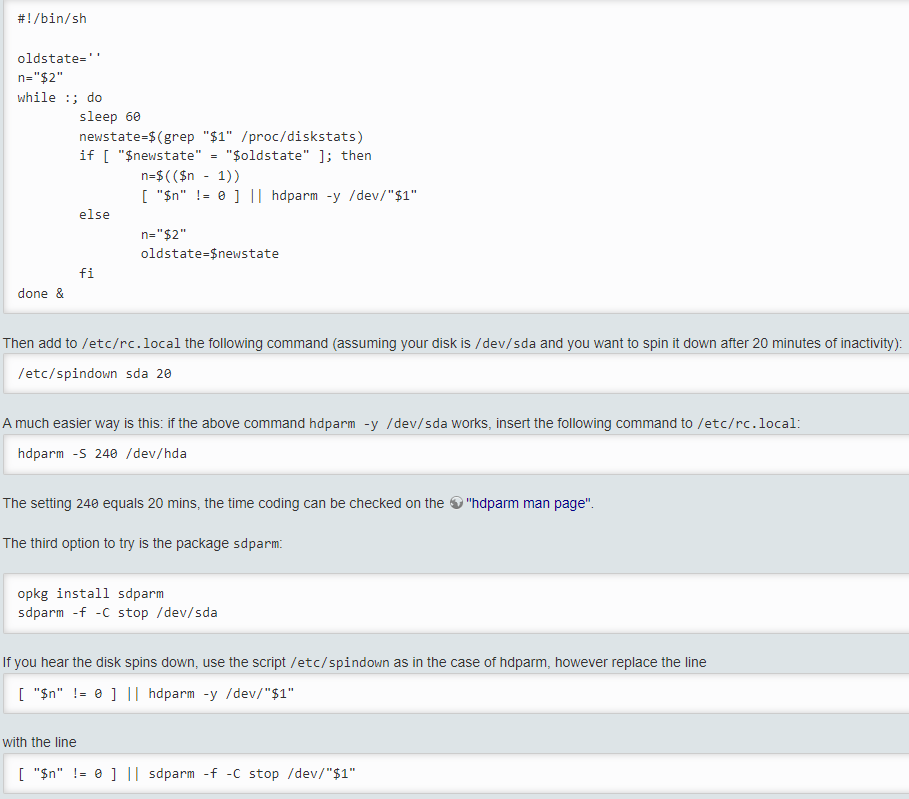 #!/bin/sh
oldstate=''
n="$2"
while :; do
        sleep 60
        newstate=$(grep "$1" /proc/diskstats)
        if [ "$newstate" = "$oldstate" ]; then
                n=$(($n - 1))
                [ "$n" != 0 ] || hdparm -y /dev/"$1"
        else
                n="$2"
                oldstate=$newstate
        fi
done &
Then add to /etc/rc.local the following command (assuming your disk is /dev/sda and you want to spin it down after 20 minutes of inactivity):
/etc/spindown sda 20
A much easier way is this: if the above command hdparm -y /dev/sda works, insert the following command to /etc/rc.local:
hdparm -S 240 /dev/hda
The setting 240 equals 20 mins, the time coding can be checked on the "hdparm man page".
The third option to try is the package sdparm:
opkg install sdparm
sdparm -f -C stop /dev/sda
If you hear the disk spins down, use the script /etc/spindown as in the case of hdparm, however replace the line
[ "$n" != 0 ] || hdparm -y /dev/"$1"
with the line
[ "$n" != 0 ] || sdparm -f -C stop /dev/"$1"